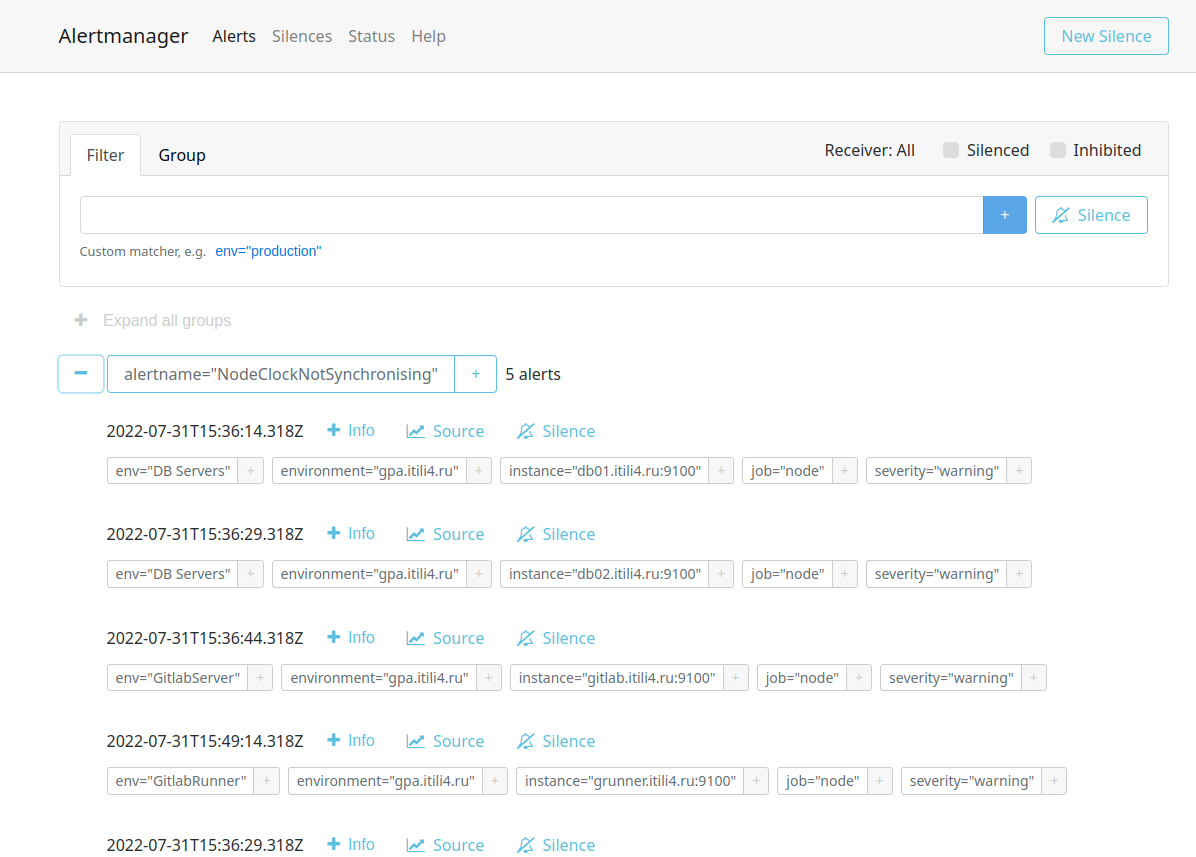 Alertmanager Alerts Silences Status Help New Silence
Filter Group Receiver: All Silenced Inhibited
+ Silence
Custom matcher, e.g. env="production"
+ Expand all groups
− alertname="NodeClockNotSynchronising" + 5 alerts
2022-07-31T15:36:14.318Z + Info Source Silence
env="DB Servers" + environment="gpa.itili4.ru" + instance="db01.itili4.ru:9100" + job="node" + severity="warning" +
2022-07-31T15:36:29.318Z + Info Source Silence
env="DB Servers" + environment="gpa.itili4.ru" + instance="db02.itili4.ru:9100" + job="node" + severity="warning" +
2022-07-31T15:36:44.318Z + Info Source Silence
env="GitlabServer" + environment="gpa.itili4.ru" + instance="gitlab.itili4.ru:9100" + job="node" + severity="warning" +
2022-07-31T15:49:14.318Z + Info Source Silence
env="GitlabRunner" + environment="gpa.itili4.ru" + instance="grunner.itili4.ru:9100" + job="node" + severity="warning" +
2022-07-31T15:36:29.318Z + Info Source Silence